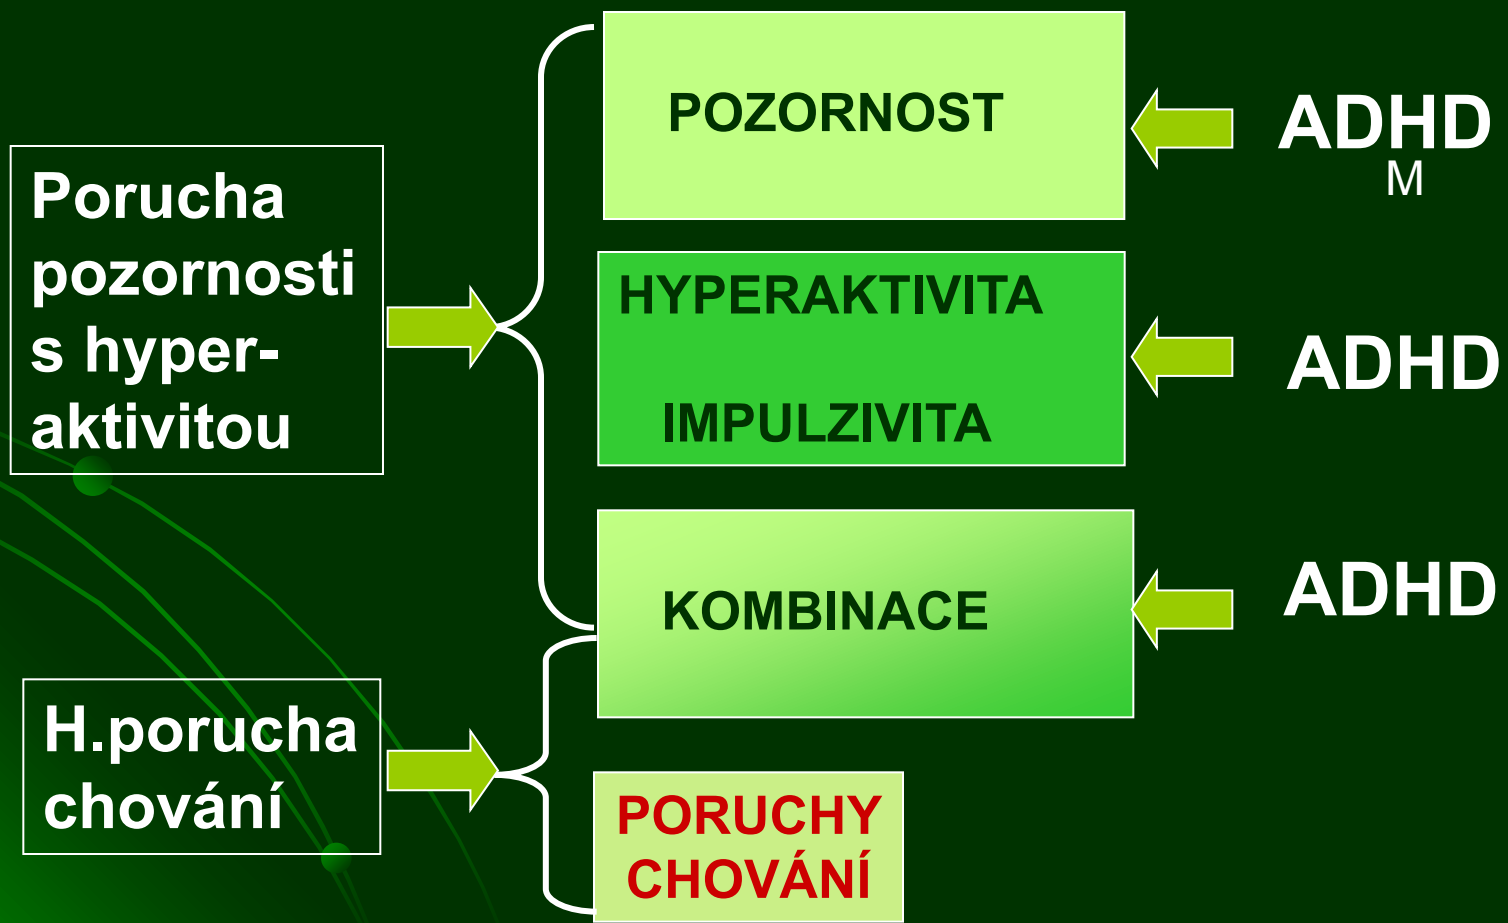 Porucha
pozornosti
s hyper-
aktivitou
H.porucha
chování
POZORNOST
HYPERAKTIVITA
IMPULZIVITA
KOMBINACE
PORUCHY
CHOVÁNÍ
ADHD
M
ADHD
ADHD